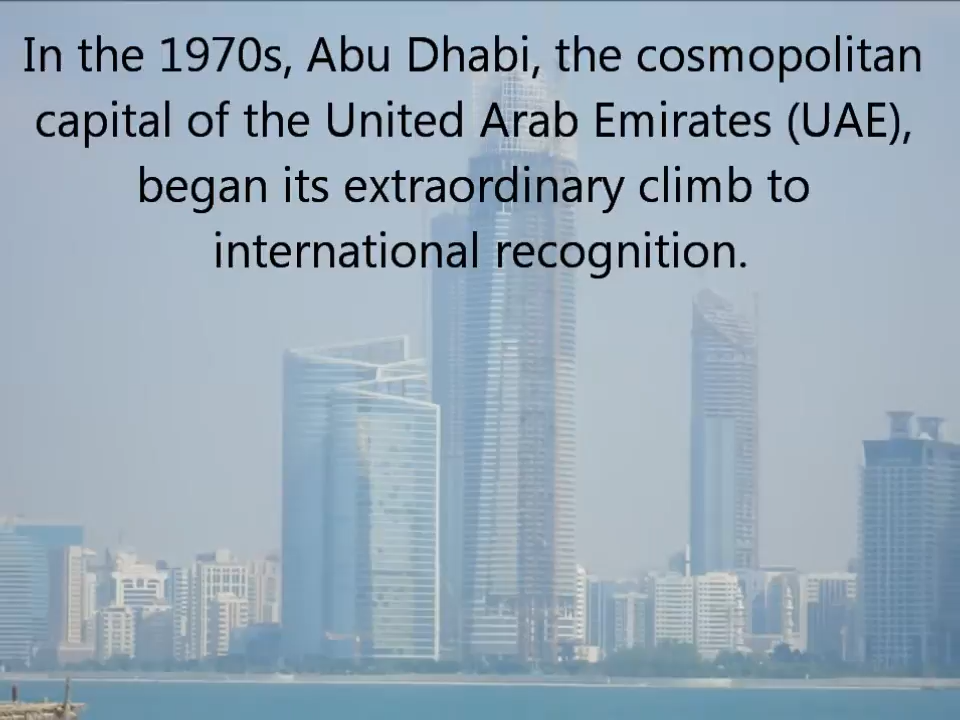 In the 1970s, Abu Dhabi, the cosmopolitan
capital of the United Arab Emirates (UAE),
began its extraordinary climb to
international recognition.